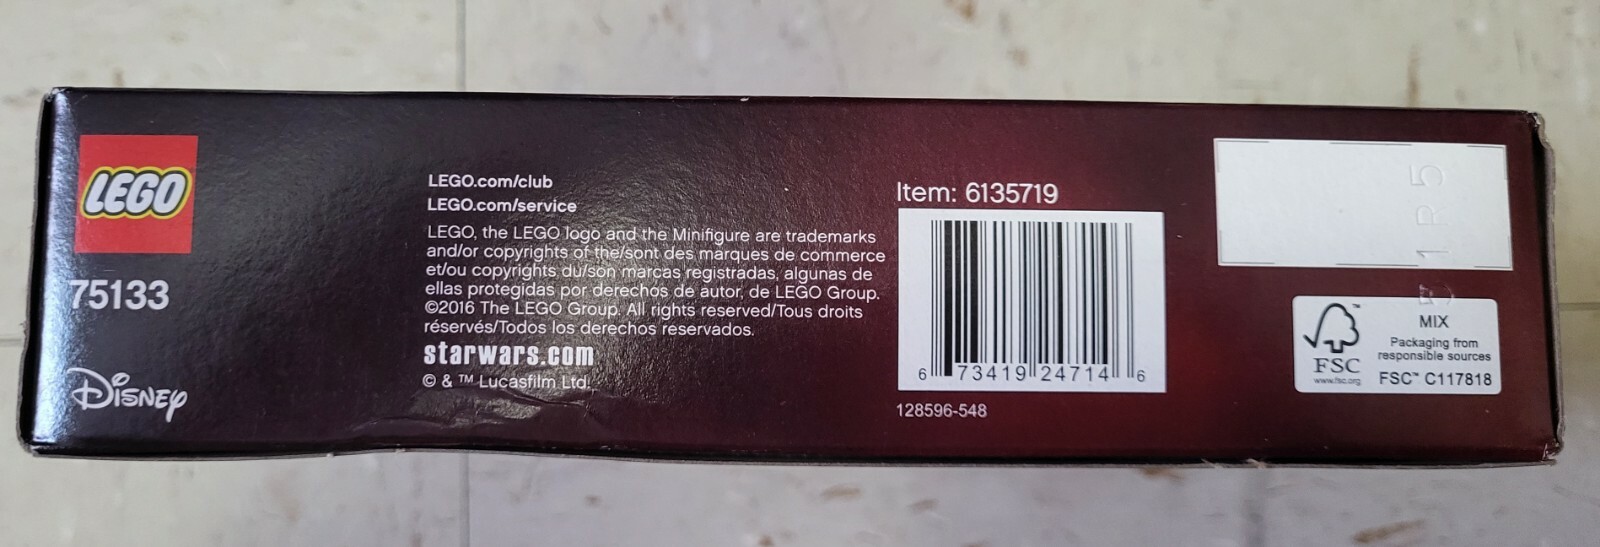 LEGO
75133
Disney
LEGO.com/club
LEGO.com/service
LEGO, the LEGO logo and the Minifigure are trademarks
and/or copyrights of the/sont des marques de commerce
et/ou copyrights du/son marcas registradas, algunas de
ellas protegidas por derechos de autor, de LEGO Group.
©2016 The LEGO Group. All rights reserved/Tous droits
réservés/Todos los derechos reservados.
starwars.com
© & ™ Lucasfilm Ltd.
Item: 6135719
6 73419 24714 6
128596-548
FSC
www.fsc.org
™
MIX
Packaging from
responsible sources
FSC™ C117818